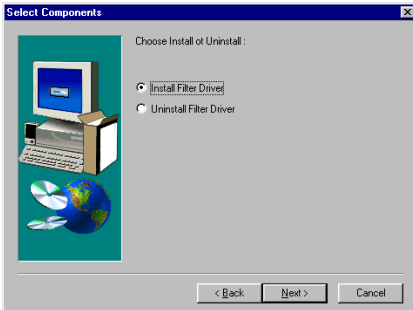 Select Components
Choose Install ot Uninstall :
Install Filter Driver
Uninstall Filter Driver
< Back
Next >
Cancel